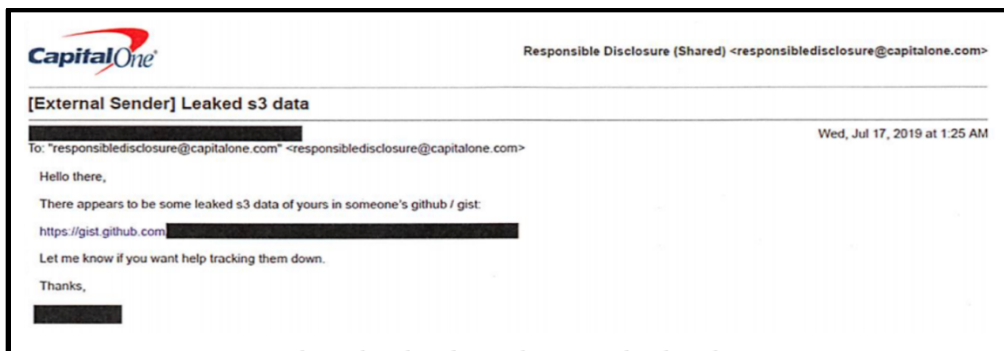 CapitalOne
Responsible Disclosure (Shared) <responsibledisclosure@capitalone.com>
[External Sender] Leaked s3 data
Wed, Jul 17, 2019 at 1:25 AM
To: "responsibledisclosure@capitalone.com" <responsibledisclosure@capitalone.com>
Hello there,
There appears to be some leaked s3 data of yours in someone's github / gist:
https://gist.github.com
Let me know if you want help tracking them down.
Thanks,